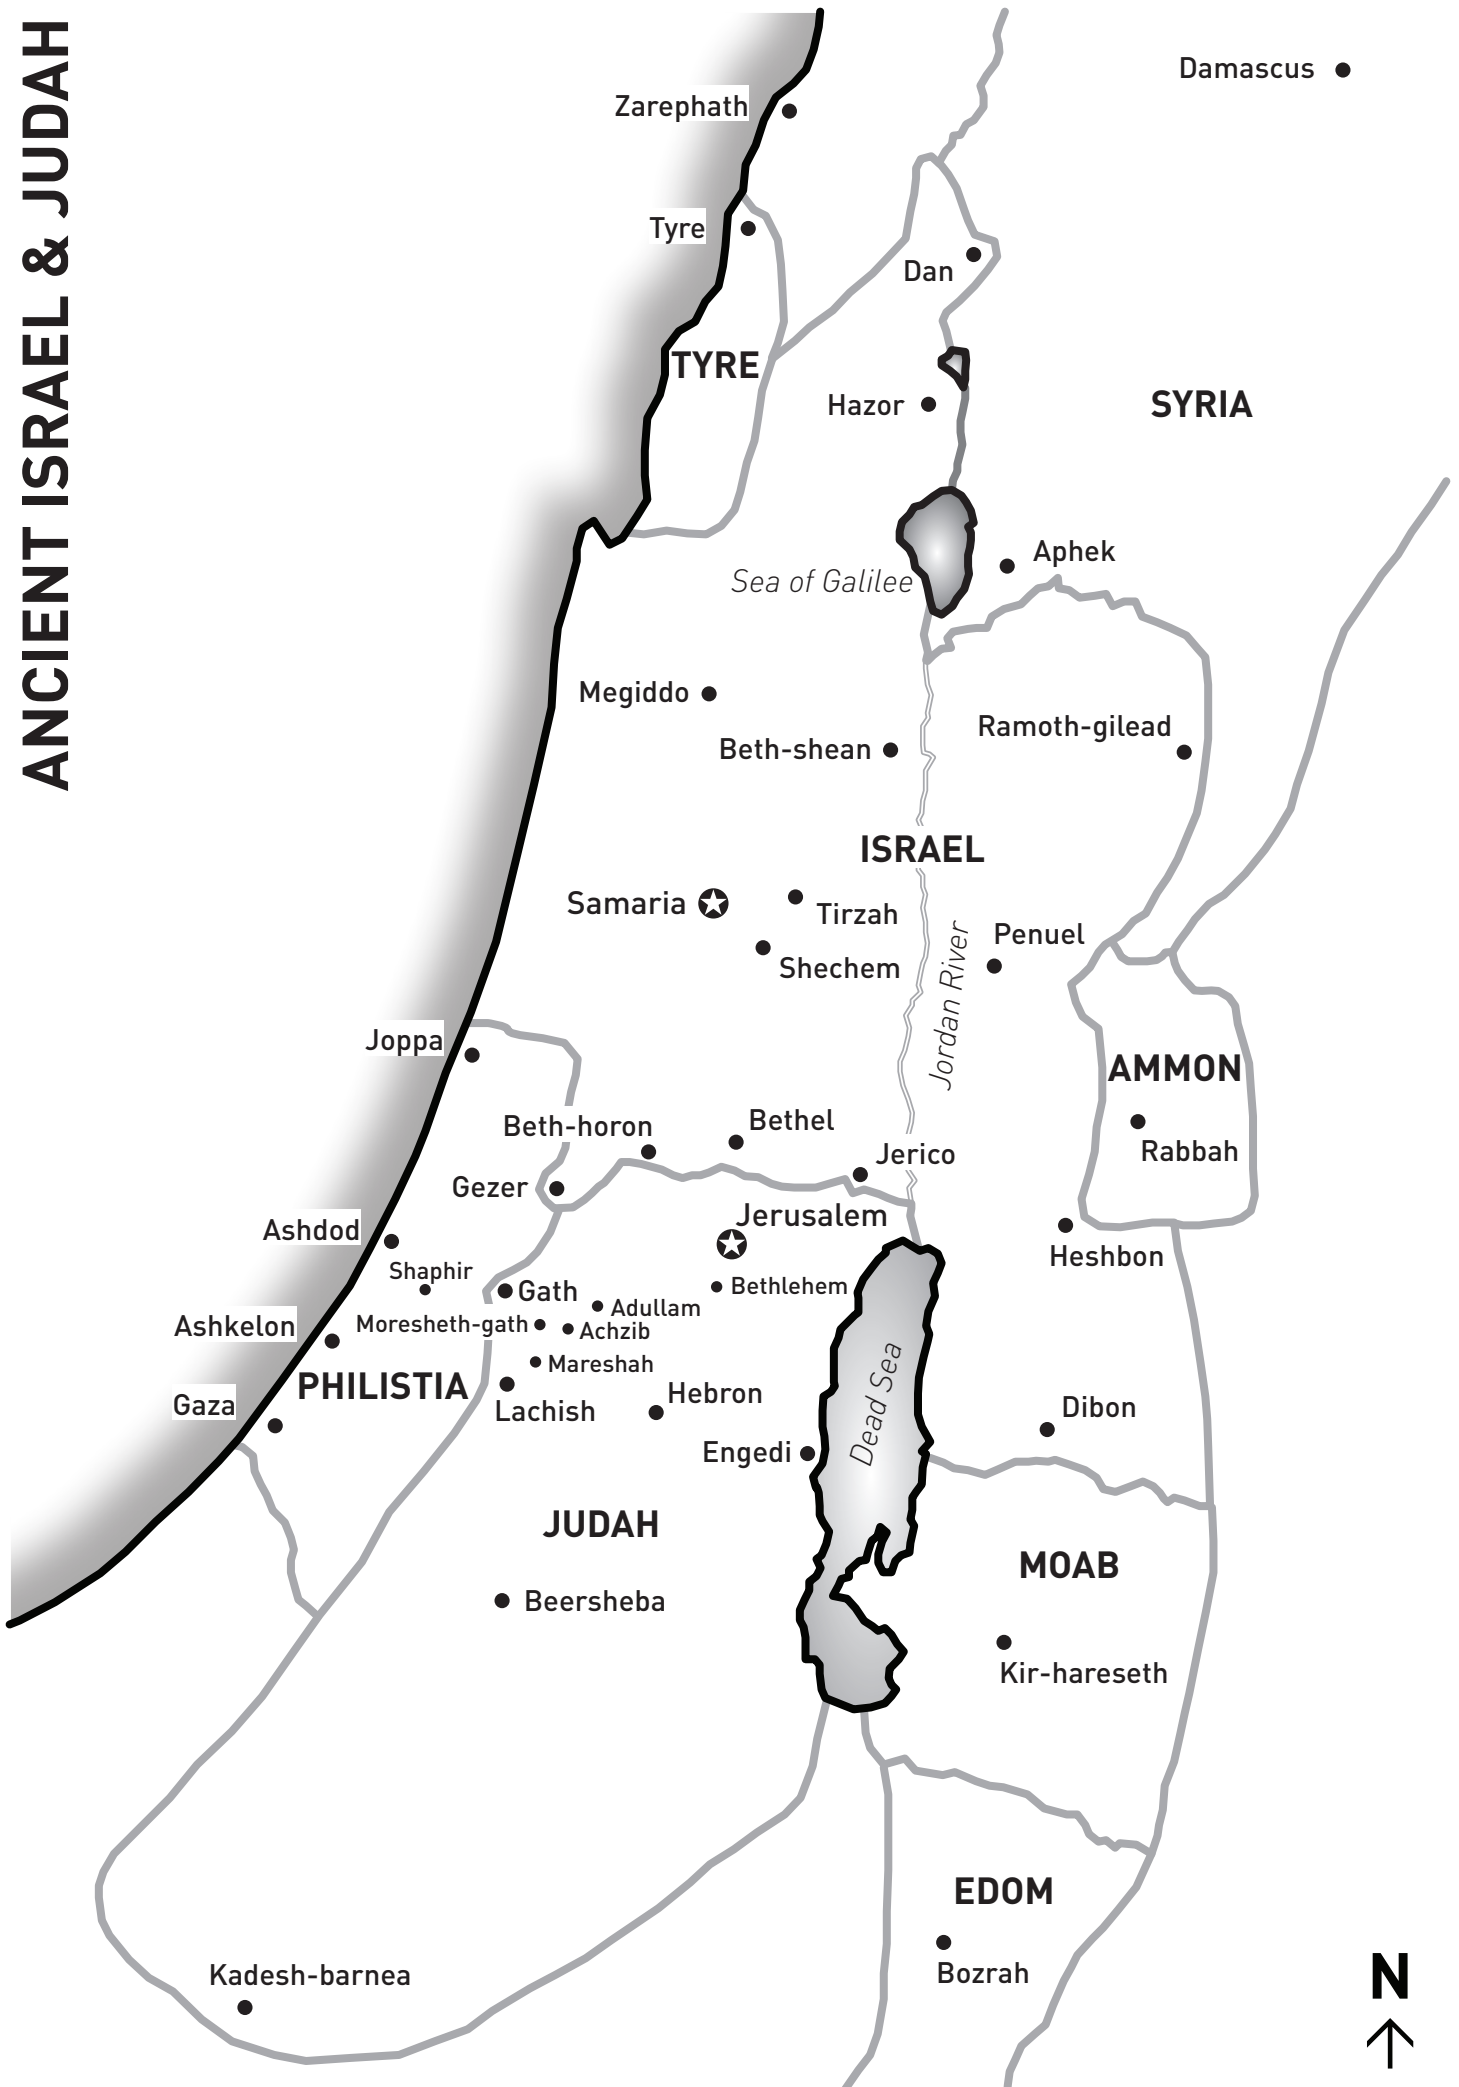 ANCIENT ISRAEL & JUDAH
Damascus
Zarephath
Tyre
Dan
TYRE
Hazor
SYRIA
Aphek
Sea of Galilee
Megiddo
Ramoth-gilead
Beth-shean
ISRAEL
Samaria
Tirzah
Penuel
Shechem
Jordan River
Joppa
AMMON
Bethel
Beth-horon
Rabbah
Jerico
Gezer
Jerusalem
Ashdod
Heshbon
Shaphir
Bethlehem
Gath
Adullam
Moresheth-gath
Achzib
Ashkelon
Mareshah
PHILISTIA
Hebron
Gaza
Lachish
Dead Sea
Dibon
Engedi
JUDAH
MOAB
Beersheba
Kir-hareseth
EDOM
Bozrah
Kadesh-barnea
N